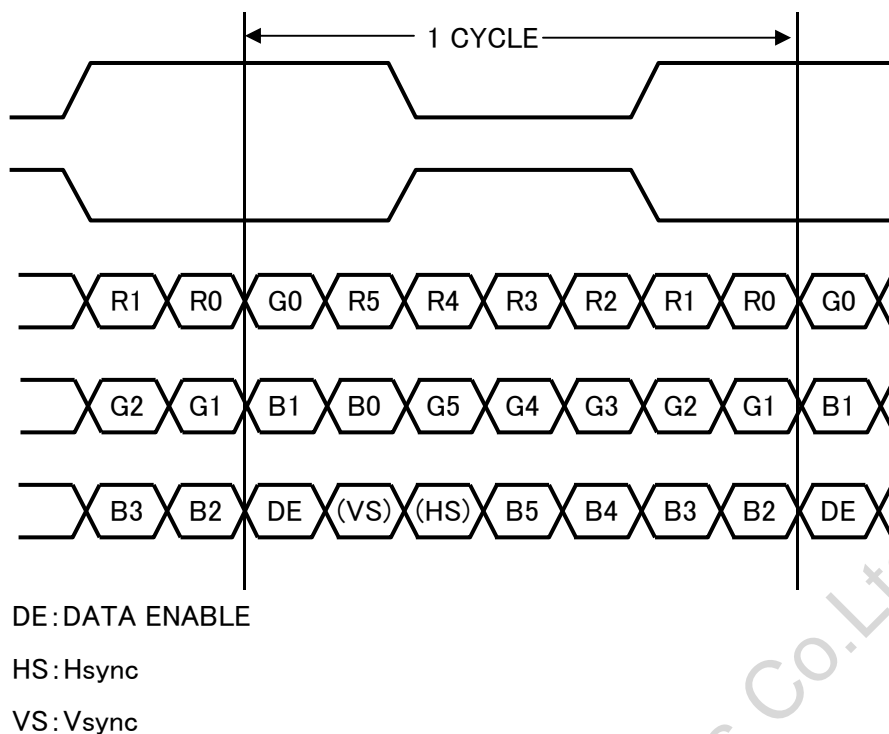 1 CYCLE
R1 R0 G0 R5 R4 R3 R2 R1 R0 G0
G2 G1 B1 B0 G5 G4 G3 G2 G1 B1
B3 B2 DE (VS) (HS) B5 B4 B3 B2 DE
DE:DATA ENABLE
HS:Hsync
VS:Vsync
Co.Lt